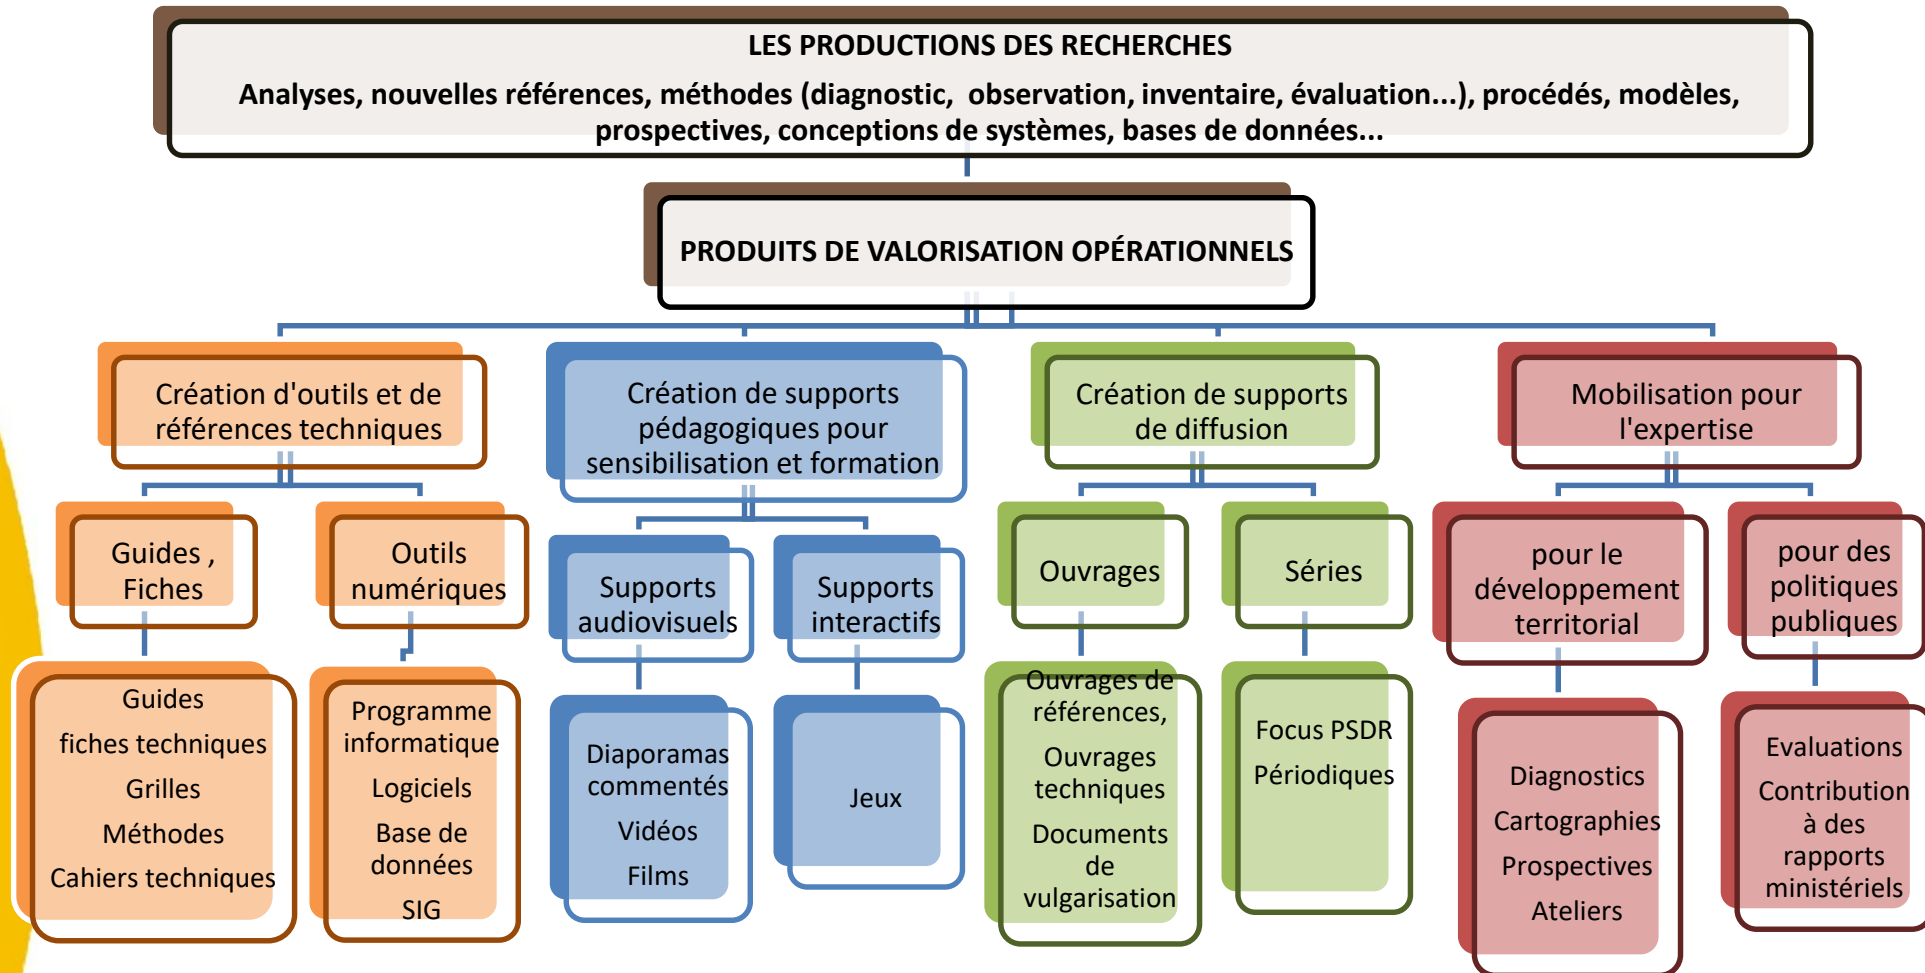 LES PRODUCTIONS DES RECHERCHES
Analyses, nouvelles références, méthodes (diagnostic, observation, inventaire, évaluation...), procédés, modèles,
prospectives, conceptions de systèmes, bases de données...
PRODUITS DE VALORISATION OPÉRATIONNELS
Création d'outils et de
références techniques
Création de supports
pédagogiques pour
sensibilisation et formation
Création de supports
de diffusion
Mobilisation pour
l'expertise
Guides ,
Fiches
Outils
numériques
Supports
audiovisuels
Supports
interactifs
Ouvrages
Séries
pour le
développement
territorial
pour des
politiques
publiques
Guides
fiches techniques
Grilles
Méthodes
Cahiers techniques
Programme
informatique
Logiciels
Base de
données
SIG
Diaporamas
commentés
Vidéos
Films
Jeux
Ouvrages de
références,
Ouvrages
techniques
Documents
de
vulgarisation
Focus PSDR
Périodiques
Diagnostics
Cartographies
Prospectives
Ateliers
Evaluations
Contribution
à des
rapports
ministériels